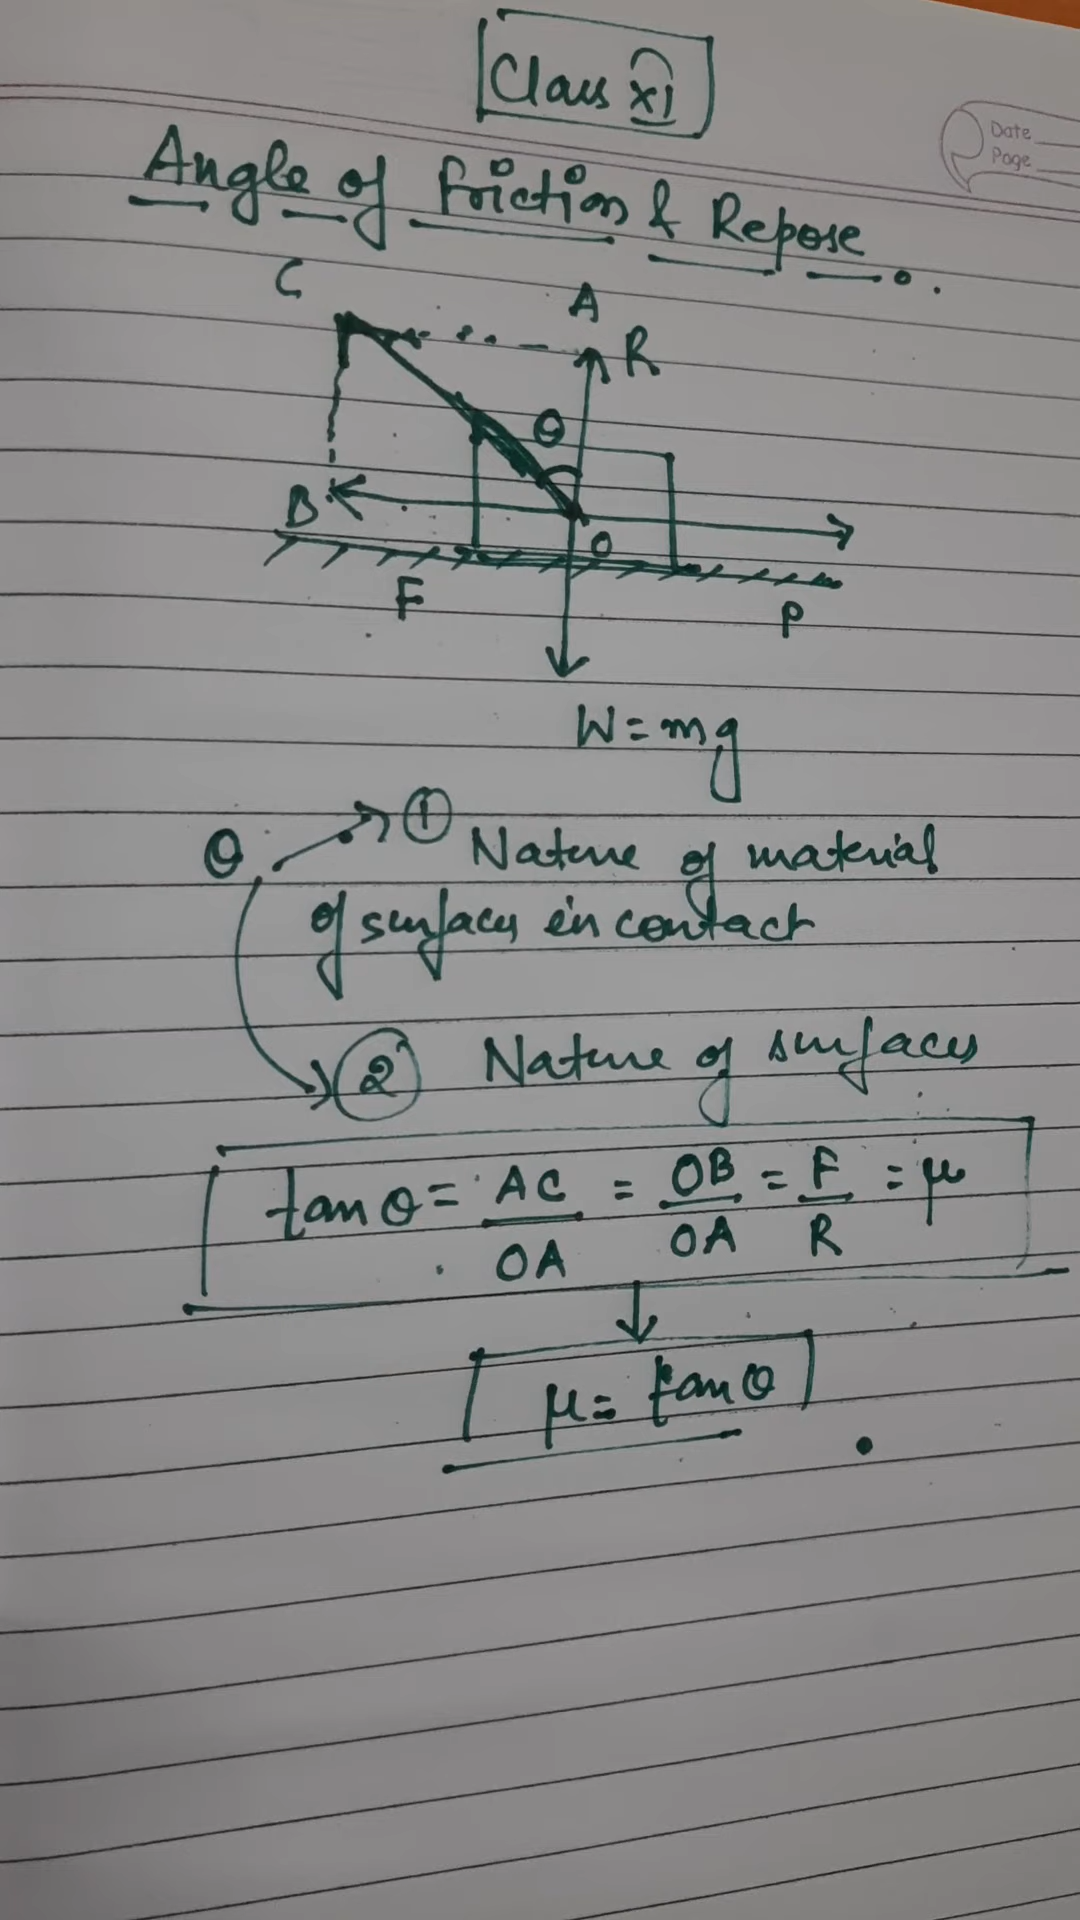 Class XI
Date
Page
Angle of friction & Repose.
C
A
R
θ
B
O
F
P
W = mg
θ → ① Nature of material
of surfaces in contact
② Nature of surfaces
tan θ = AC/OA = OB/OA = F/R = μ
μ = tan θ